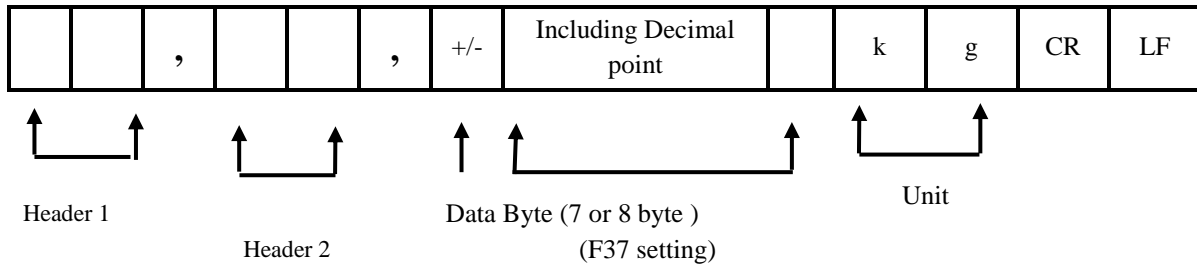 , , +/- Including Decimal point k g CR LF
Header 1
Header 2
Data Byte (7 or 8 byte )
(F37 setting)
Unit